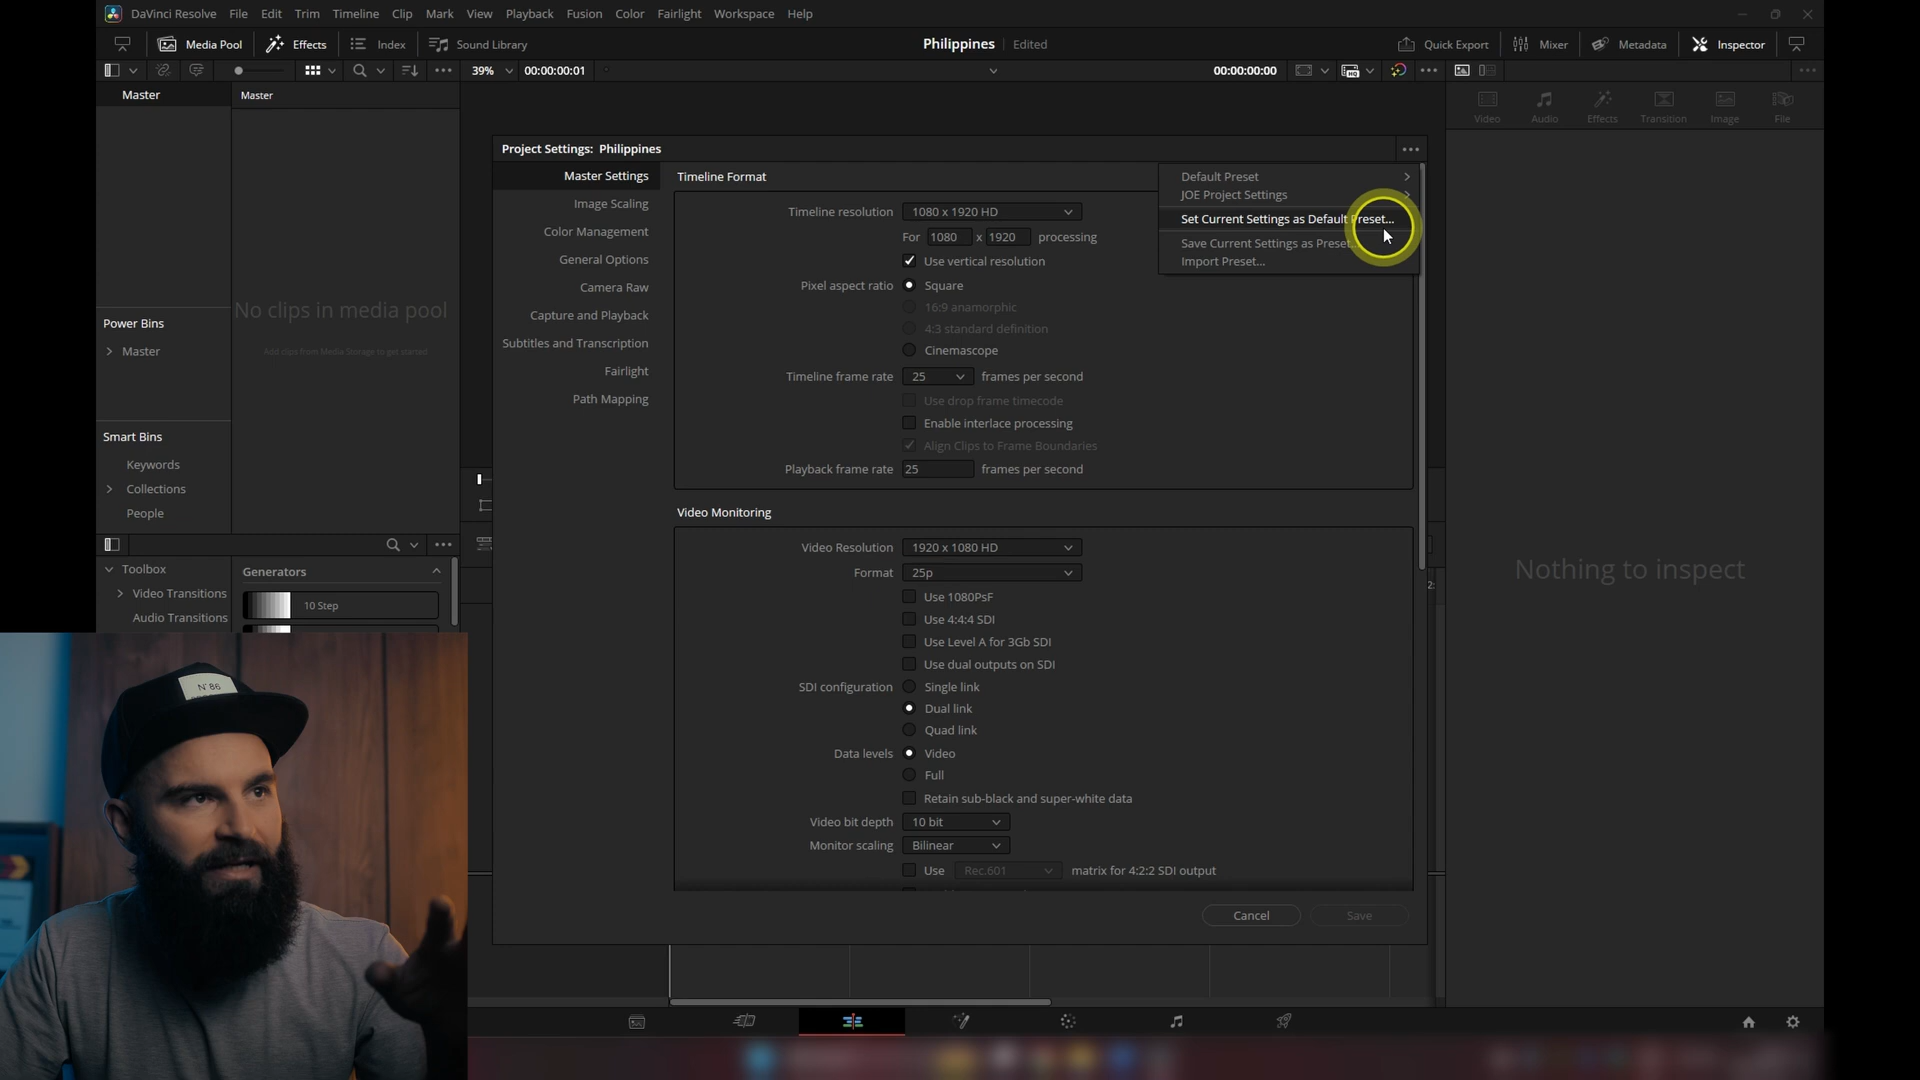 DaVinci Resolve File Edit Trim Timeline Clip Mark View Playback Fusion Color Fairlight Workspace Help
Media Pool Effects Index Sound Library Philippines Edited Quick Export Mixer Metadata Inspector
39% 00:00:00:01 00:00:00:00
Master Master
Video Audio Effects Transition Image File
No clips in media pool
Add clips from Media Storage to get started
Power Bins
Master
Smart Bins
Keywords
Collections
People
Toolbox
Video Transitions
Audio Transitions
Generators
10 Step
Project Settings: Philippines
Master Settings
Image Scaling
Color Management
General Options
Camera Raw
Capture and Playback
Subtitles and Transcription
Fairlight
Path Mapping
Timeline Format
Timeline resolution 1080 x 1920 HD
For 1080 x 1920 processing
Use vertical resolution
Pixel aspect ratio Square
16:9 anamorphic
4:3 standard definition
Cinemascope
Timeline frame rate 25 frames per second
Use drop frame timecode
Enable interlace processing
Align Clips to Frame Boundaries
Playback frame rate 25 frames per second
Default Preset
JOE Project Settings
Set Current Settings as Default Preset...
Save Current Settings as Preset...
Import Preset...
Video Monitoring
Video Resolution 1920 x 1080 HD
Format 25p
Use 1080PsF
Use 4:4:4 SDI
Use Level A for 3Gb SDI
Use dual outputs on SDI
SDI configuration Single link
Dual link
Quad link
Data levels Video
Full
Retain sub-black and super-white data
Video bit depth 10 bit
Monitor scaling Bilinear
Use Rec.601 matrix for 4:2:2 SDI output
Cancel Save
Nothing to inspect
N°86